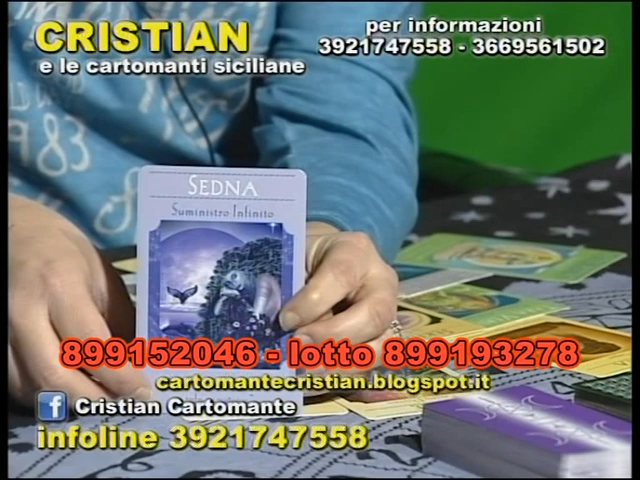 CRISTIAN
e le cartomanti siciliane
per informazioni
3921747558 - 3669561502
983
SEDNA
Suministro Infinito
899152046 - lotto 899193278
cartomantecristian.blogspot.it
f Cristian Cartomante
infoline 3921747558